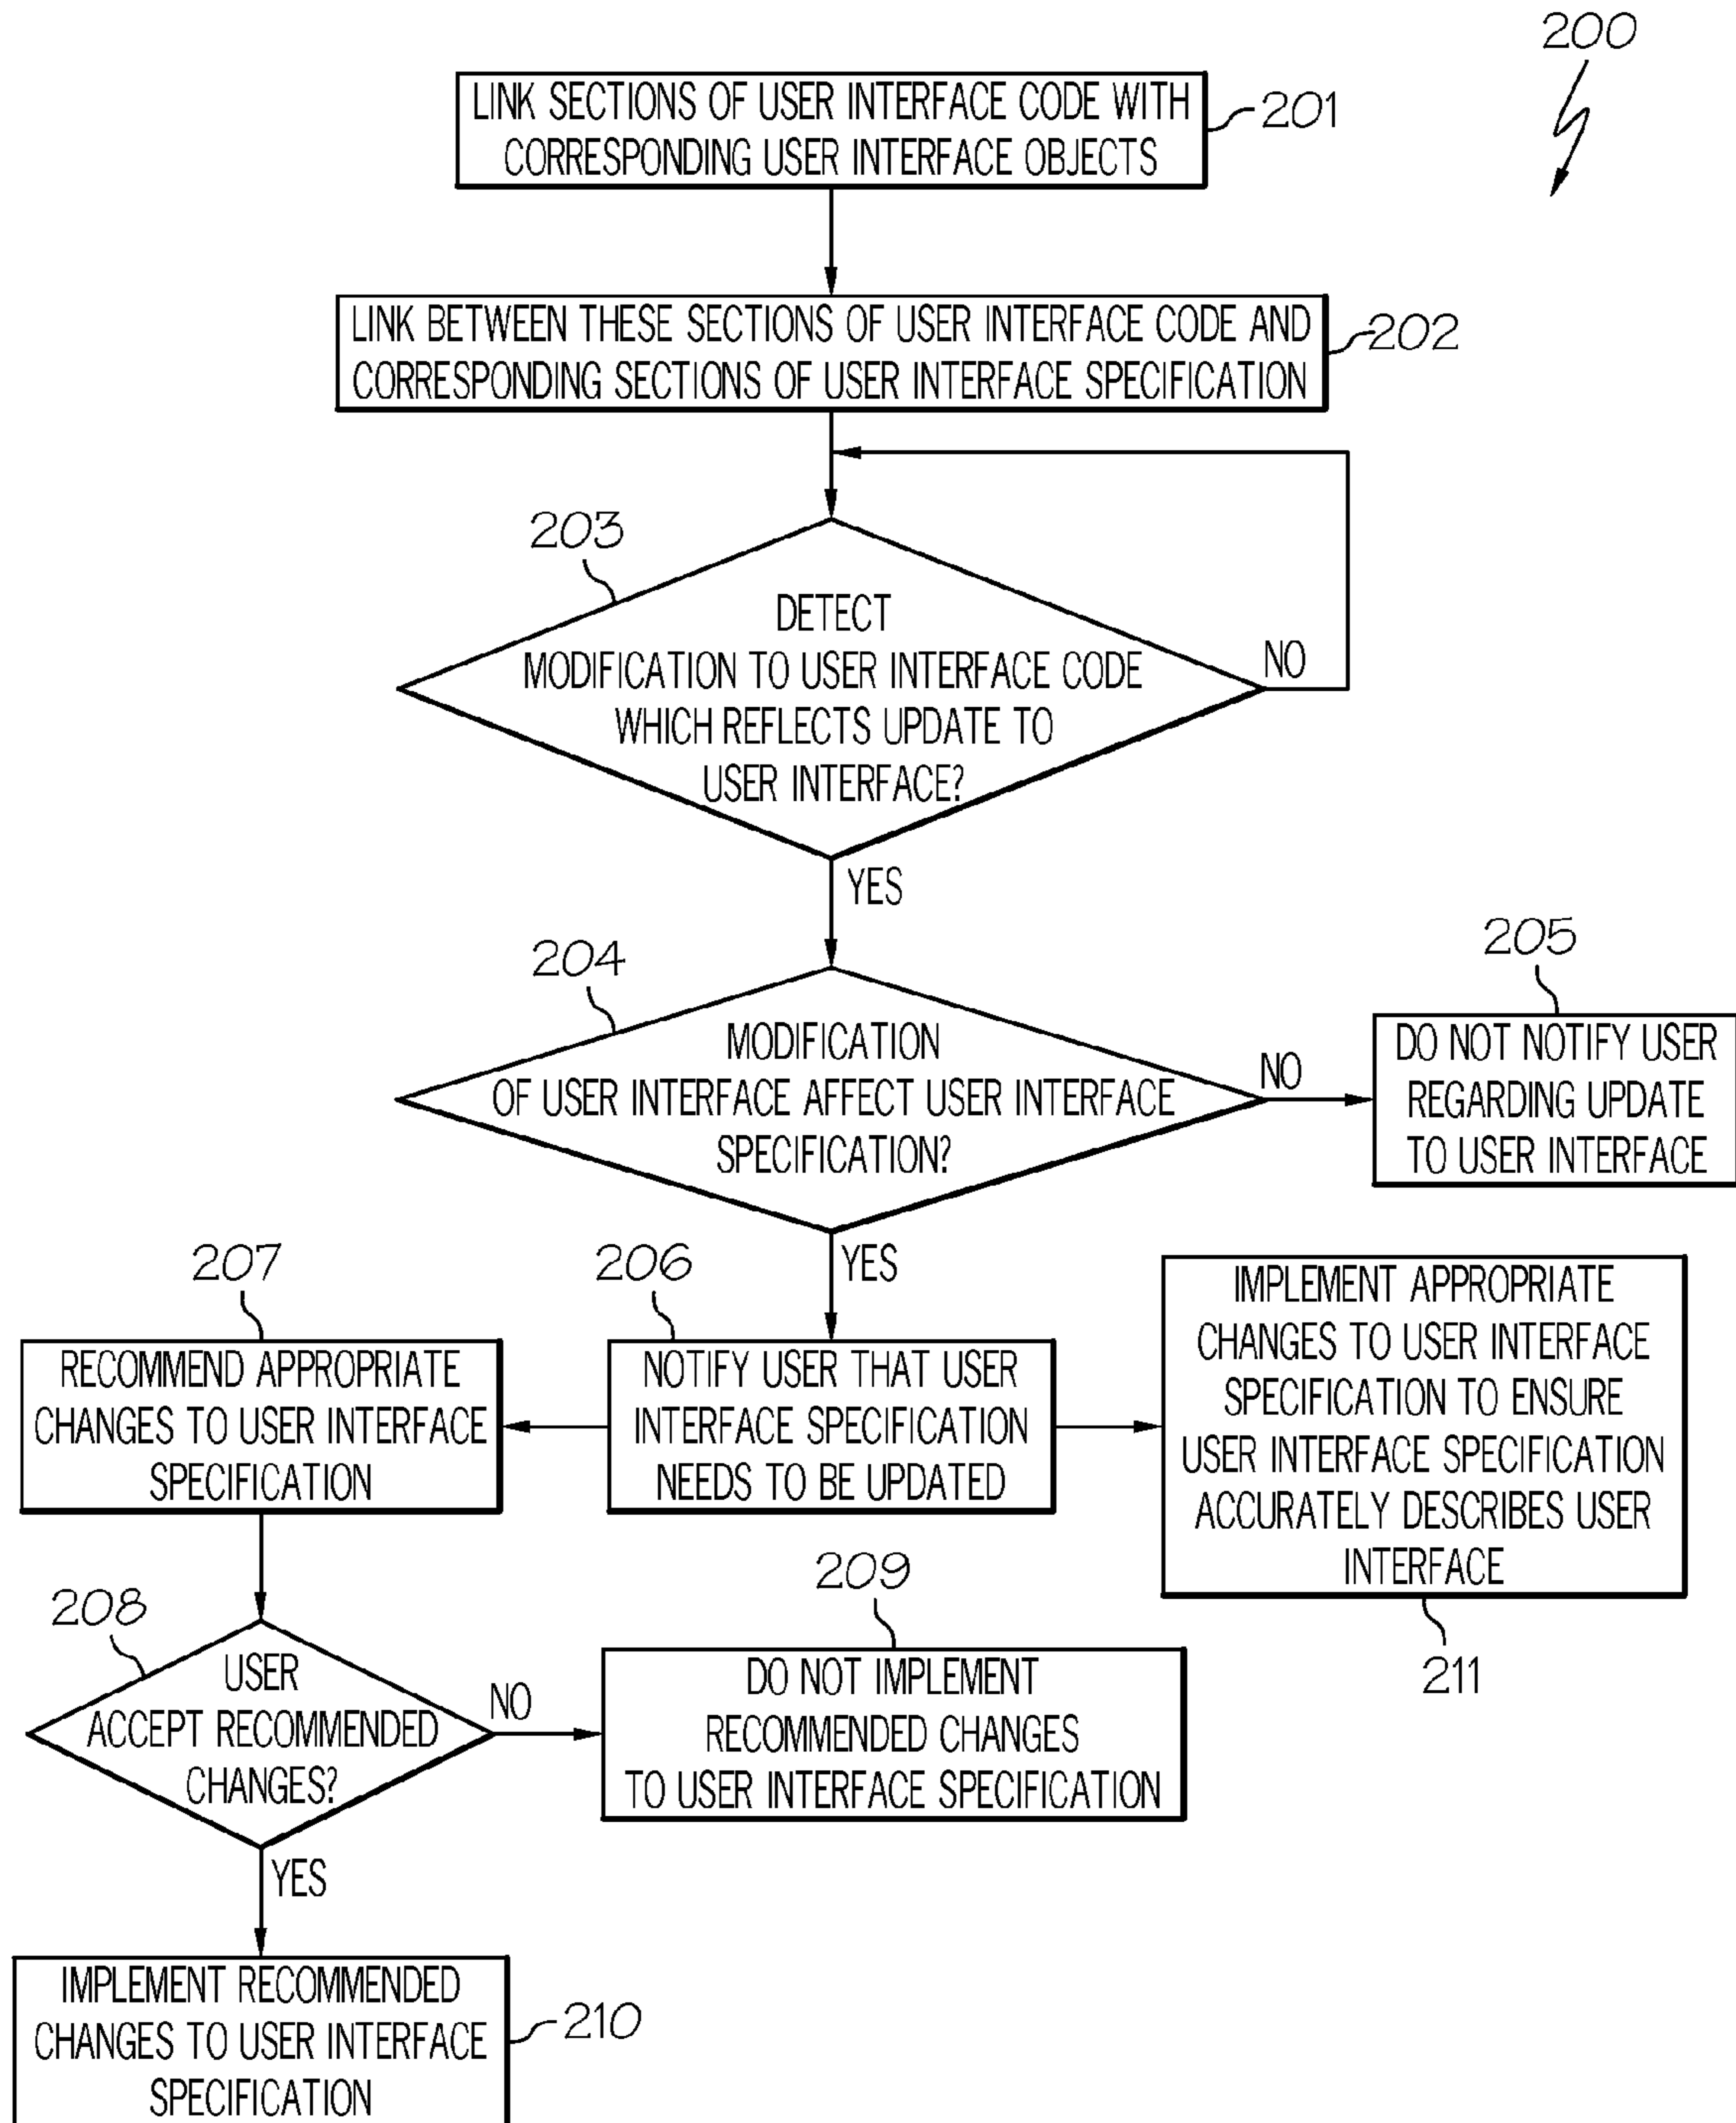 200
LINK SECTIONS OF USER INTERFACE CODE WITH
CORRESPONDING USER INTERFACE OBJECTS
201
LINK BETWEEN THESE SECTIONS OF USER INTERFACE CODE AND
CORRESPONDING SECTIONS OF USER INTERFACE SPECIFICATION
202
203
DETECT
MODIFICATION TO USER INTERFACE CODE
WHICH REFLECTS UPDATE TO
USER INTERFACE?
NO
YES
204
MODIFICATION
OF USER INTERFACE AFFECT USER INTERFACE
SPECIFICATION?
NO
205
DO NOT NOTIFY USER
REGARDING UPDATE
TO USER INTERFACE
YES
207
RECOMMEND APPROPRIATE
CHANGES TO USER INTERFACE
SPECIFICATION
206
NOTIFY USER THAT USER
INTERFACE SPECIFICATION
NEEDS TO BE UPDATED
IMPLEMENT APPROPRIATE
CHANGES TO USER INTERFACE
SPECIFICATION TO ENSURE
USER INTERFACE SPECIFICATION
ACCURATELY DESCRIBES USER
INTERFACE
211
208
USER
ACCEPT RECOMMENDED
CHANGES?
NO
209
DO NOT IMPLEMENT
RECOMMENDED CHANGES
TO USER INTERFACE SPECIFICATION
YES
IMPLEMENT RECOMMENDED
CHANGES TO USER INTERFACE
SPECIFICATION
210